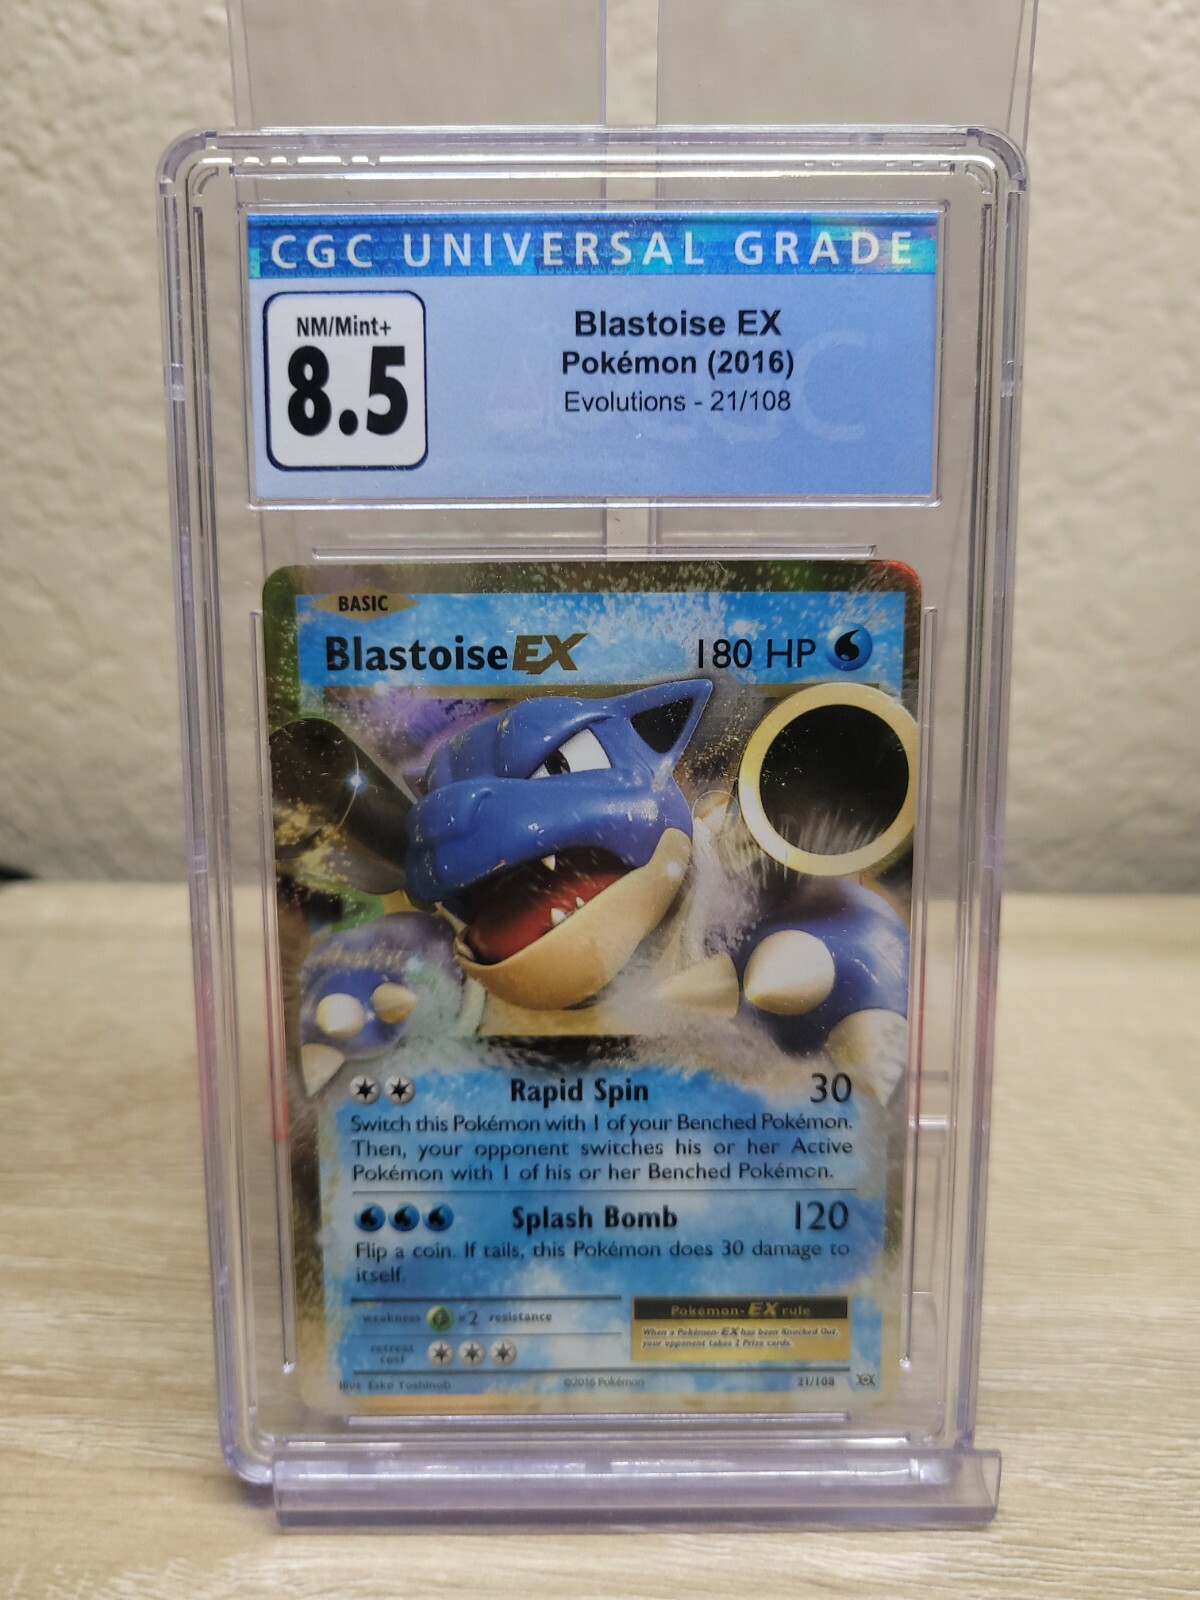 CGC UNIVERSAL GRADE
NM/Mint+
8.5
Blastoise EX
Pokémon (2016)
Evolutions - 21/108
CGC
BASIC
Blastoise EX 180 HP
Rapid Spin 30
Switch this Pokémon with 1 of your Benched Pokémon.
Then, your opponent switches his or her Active
Pokémon with 1 of his or her Benched Pokémon.
Splash Bomb 120
Flip a coin. If tails, this Pokémon does 30 damage to
itself.
weakness ×2 resistance
Pokémon-EX rule
When a Pokémon-EX has been Knocked Out,
your opponent takes 2 Prize cards.
retreat
cost
Illus. Eske Yoshinob
©2016 Pokémon
21/108